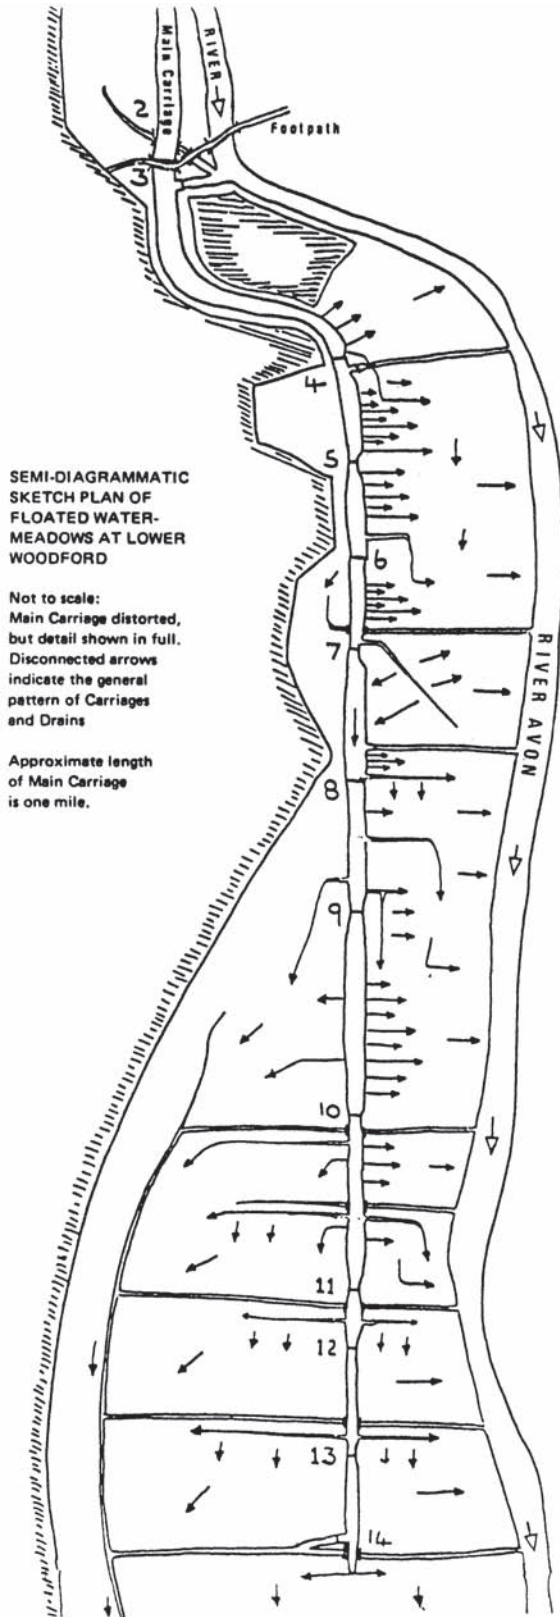 Main Carriage
RIVER
2
Footpath
3
4
5
SEMI-DIAGRAMMATIC
SKETCH PLAN OF
FLOATED WATER-
MEADOWS AT LOWER
WOODFORD
6
Not to scale:
Main Carriage distorted,
but detail shown in full.
Disconnected arrows
indicate the general
pattern of Carriages
and Drains
7
RIVER AVON
Approximate length
of Main Carriage
is one mile.
8
9
10
11
12
13
14